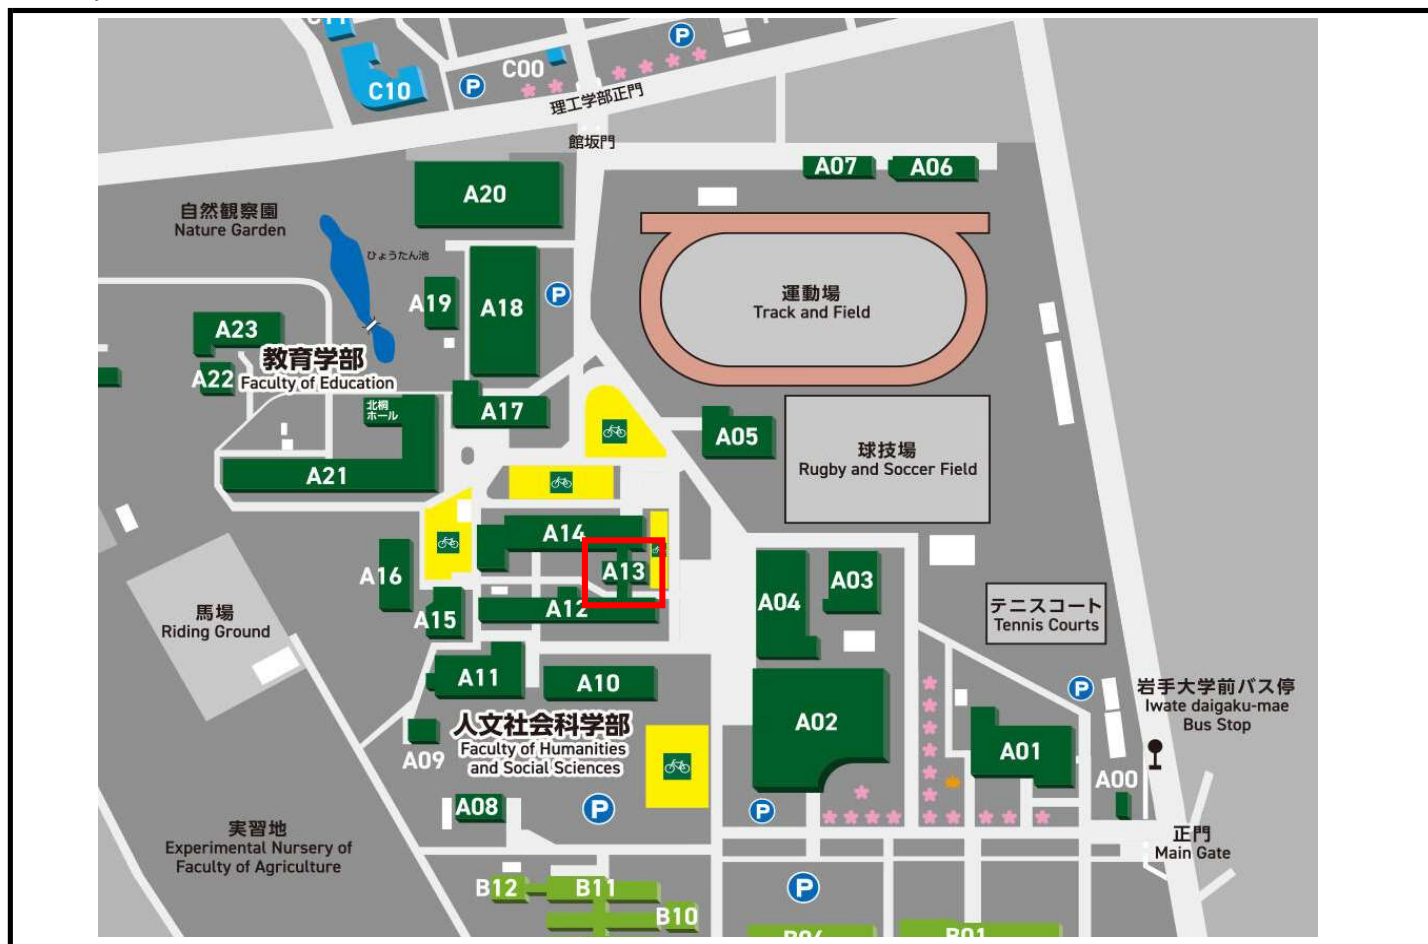 C10
P
C00
P
理工学部正門
館坂門
A07
A06
A20
自然観察園
Nature Garden
ひょうたん池
A19
A18
P
運動場
Track and Field
A23
教育学部
Faculty of Education
A22
北桐
ホール
A17
A05
球技場
Rugby and Soccer Field
A21
A14
A13
A16
A12
A15
A04
A03
テニスコート
Tennis Courts
馬場
Riding Ground
A11
A10
P
岩手大学前バス停
Iwate daigaku-mae
Bus Stop
人文社会科学部
Faculty of Humanities
and Social Sciences
A02
A01
A09
A00
A08
P
P
実習地
Experimental Nursery of
Faculty of Agriculture
正門
Main Gate
B12
B11
P
B10